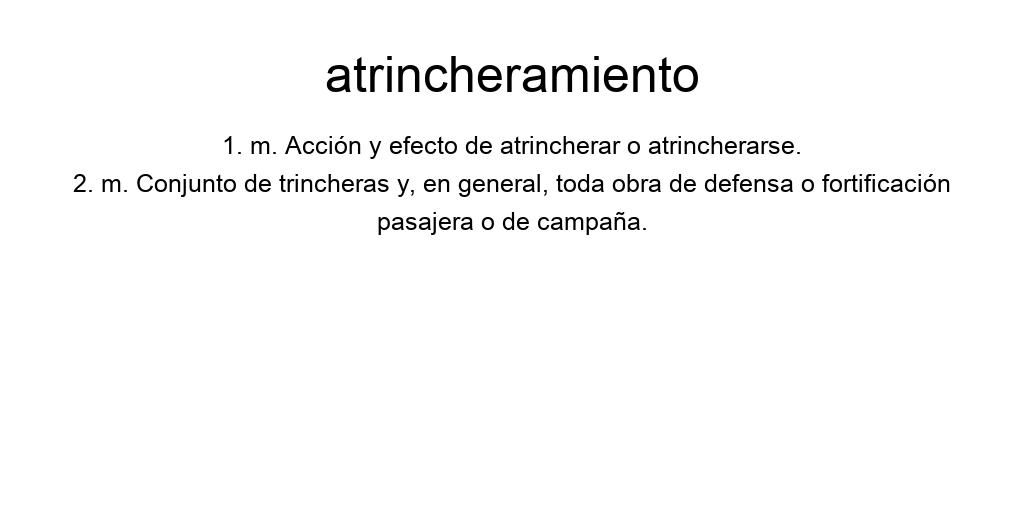 atrincheramiento
1. m. Acción y efecto de atrincherar o atrincherarse.
2. m. Conjunto de trincheras y, en general, toda obra de defensa o fortificación
pasajera o de campaña.